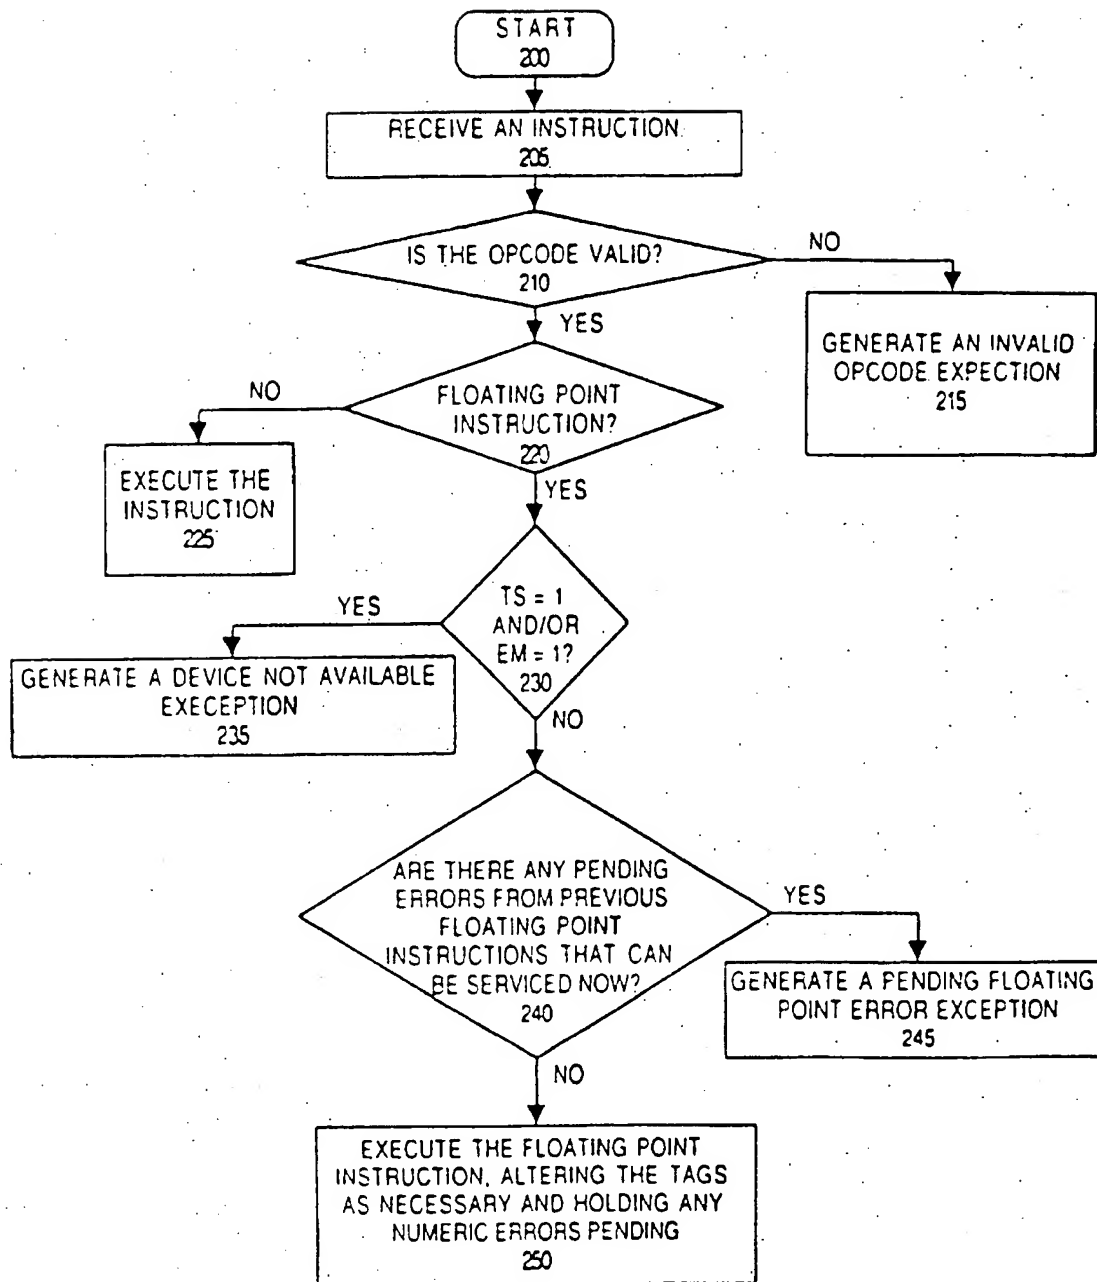 START
200
RECEIVE AN INSTRUCTION
205
IS THE OPCODE VALID?
210
NO
YES
GENERATE AN INVALID
OPCODE EXPECTION
215
FLOATING POINT
INSTRUCTION?
220
NO
YES
EXECUTE THE
INSTRUCTION
225
TS = 1
AND/OR
EM = 1?
230
YES
NO
GENERATE A DEVICE NOT AVAILABLE
EXECEPTION
235
ARE THERE ANY PENDING
ERRORS FROM PREVIOUS
FLOATING POINT
INSTRUCTIONS THAT CAN
BE SERVICED NOW?
240
YES
NO
GENERATE A PENDING FLOATING
POINT ERROR EXCEPTION
245
EXECUTE THE FLOATING POINT
INSTRUCTION, ALTERING THE TAGS
AS NECESSARY AND HOLDING ANY
NUMERIC ERRORS PENDING
250